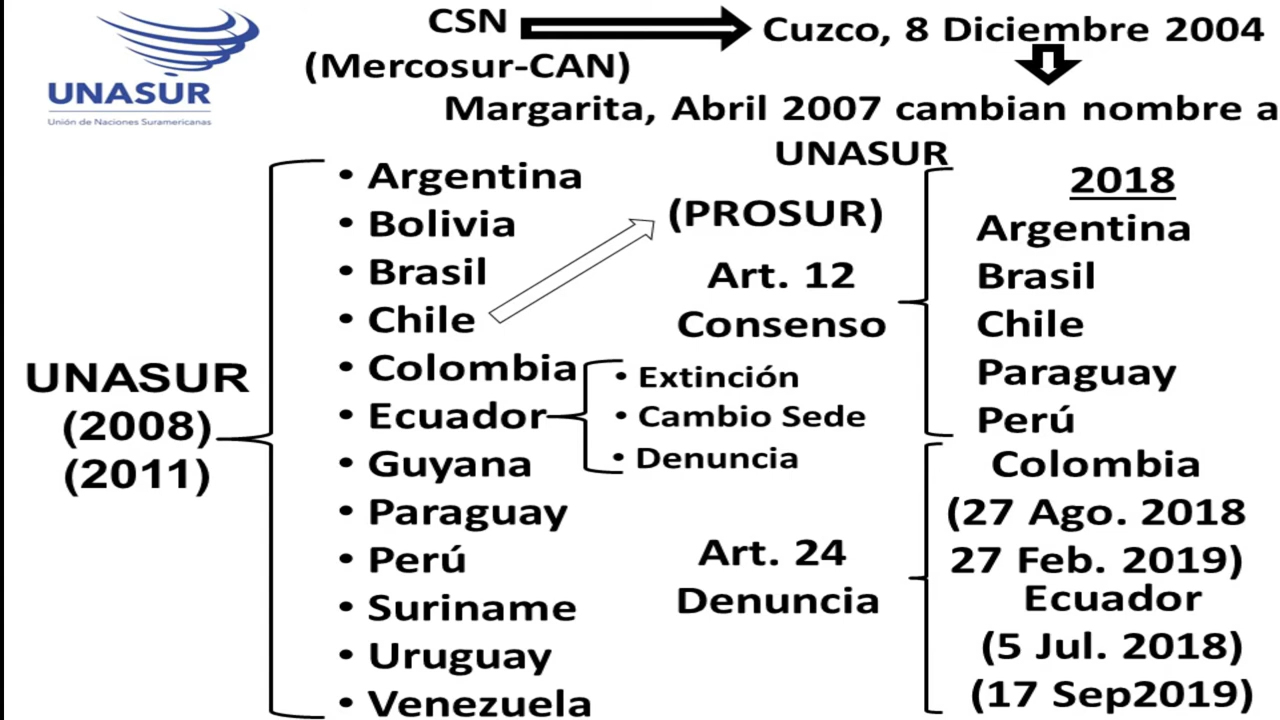 UNASUR
Unión de Naciones Suramericanas
CSN
(Mercosur-CAN)
Cuzco, 8 Diciembre 2004
Margarita, Abril 2007 cambian nombre a
UNASUR
UNASUR
(2008)
(2011)
• Argentina
• Bolivia
• Brasil
• Chile
• Colombia
• Ecuador
• Guyana
• Paraguay
• Perú
• Suriname
• Uruguay
• Venezuela
• Extinción
• Cambio Sede
• Denuncia
(PROSUR)
Art. 12
Consenso
2018
Argentina
Brasil
Chile
Paraguay
Perú
Art. 24
Denuncia
Colombia
(27 Ago. 2018
27 Feb. 2019)
Ecuador
(5 Jul. 2018)
(17 Sep2019)